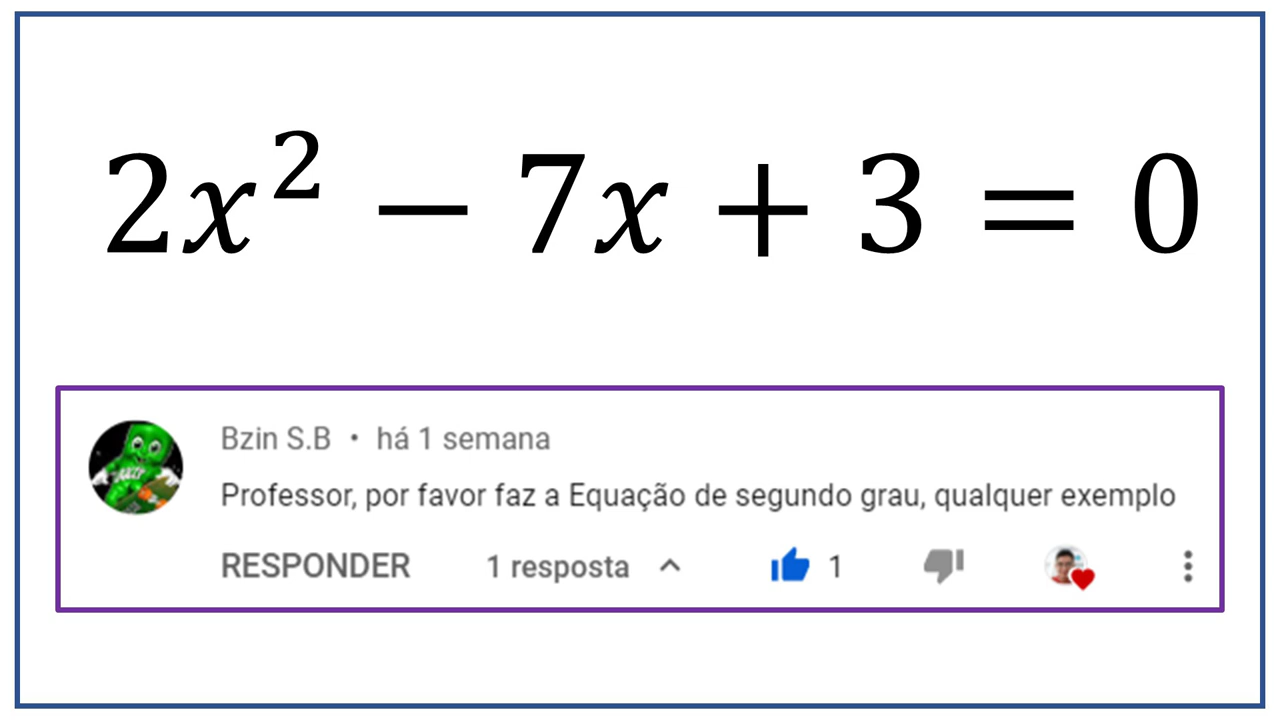 2x² − 7x + 3 = 0
Bzin S.B • há 1 semana
Professor, por favor faz a Equação de segundo grau, qualquer exemplo
RESPONDER 1 resposta 1